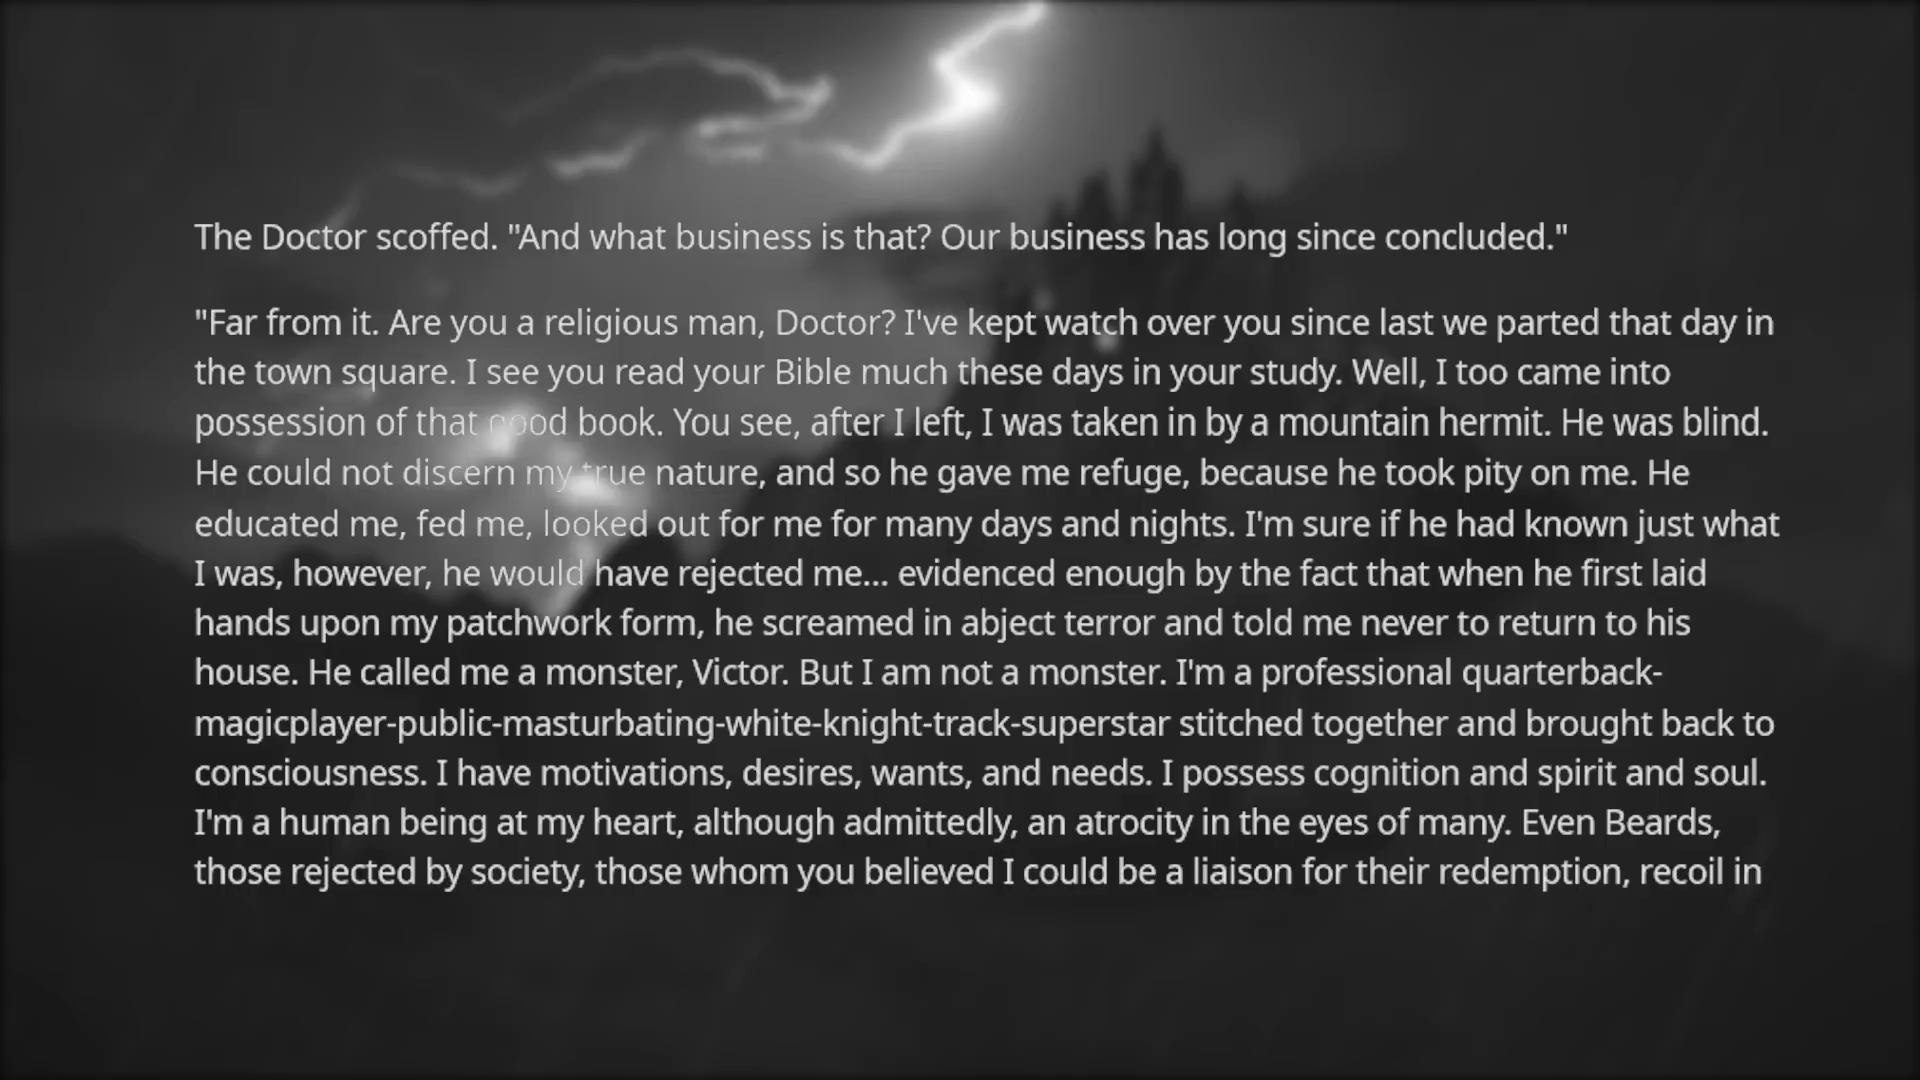 The Doctor scoffed. "And what business is that? Our business has long since concluded."
"Far from it. Are you a religious man, Doctor? I've kept watch over you since last we parted that day in
the town square. I see you read your Bible much these days in your study. Well, I too came into
possession of that good book. You see, after I left, I was taken in by a mountain hermit. He was blind.
He could not discern my true nature, and so he gave me refuge, because he took pity on me. He
educated me, fed me, looked out for me for many days and nights. I'm sure if he had known just what
I was, however, he would have rejected me... evidenced enough by the fact that when he first laid
hands upon my patchwork form, he screamed in abject terror and told me never to return to his
house. He called me a monster, Victor. But I am not a monster. I'm a professional quarterback-
magicplayer-public-masturbating-white-knight-track-superstar stitched together and brought back to
consciousness. I have motivations, desires, wants, and needs. I possess cognition and spirit and soul.
I'm a human being at my heart, although admittedly, an atrocity in the eyes of many. Even Beards,
those rejected by society, those whom you believed I could be a liaison for their redemption, recoil in